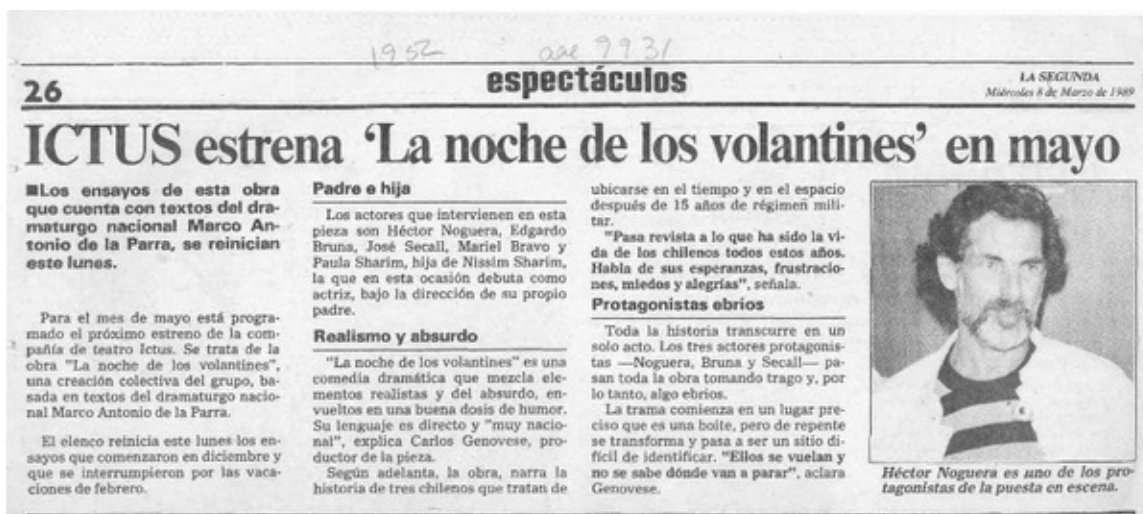 1952 aae 9931
26
espectáculos
LA SEGUNDA
Miércoles 8 de Marzo de 1989
ICTUS estrena ‘La noche de los volantines’ en mayo
■Los ensayos de esta obra
que cuenta con textos del dra-
maturgo nacional Marco An-
tonio de la Parra, se reinician
este lunes.
Para el mes de mayo está progra-
mado el próximo estreno de la com-
pañía de teatro Ictus. Se trata de la
obra "La noche de los volantines",
una creación colectiva del grupo, ba-
sada en textos del dramaturgo nacio-
nal Marco Antonio de la Parra.
El elenco reinicia este lunes los en-
sayos que comenzaron en diciembre y
que se interrumpieron por las vaca-
ciones de febrero.
Padre e hija
Los actores que intervienen en esta
pieza son Héctor Noguera, Edgardo
Bruna, José Secall, Mariel Bravo y
Paula Sharim, hija de Nissim Sharim,
la que en esta ocasión debuta como
actriz, bajo la dirección de su propio
padre.
Realismo y absurdo
"La noche de los volantines" es una
comedia dramática que mezcla ele-
mentos realistas y del absurdo, en-
vueltos en una buena dosis de humor.
Su lenguaje es directo y "muy nacio-
nal", explica Carlos Genovese, pro-
ductor de la pieza.
Según adelanta, la obra, narra la
historia de tres chilenos que tratan de
ubicarse en el tiempo y en el espacio
después de 15 años de régimen mili-
tar.
"Pasa revista a lo que ha sido la vi-
da de los chilenos todos estos años.
Habla de sus esperanzas, frustracio-
nes, miedos y alegrías", señala.
Protagonistas ebrios
Toda la historia transcurre en un
solo acto. Los tres actores protagonis-
tas —Noguera, Bruna y Secall— pa-
san toda la obra tomando trago y, por
lo tanto, algo ebrios.
La trama comienza en un lugar pre-
ciso que es una boite, pero de repente
se transforma y pasa a ser un sitio di-
fícil de identificar. "Ellos se vuelan y
no se sabe dónde van a parar", aclara
Genovese.
Héctor Noguera es uno de los pro-
tagonistas de la puesta en escena.